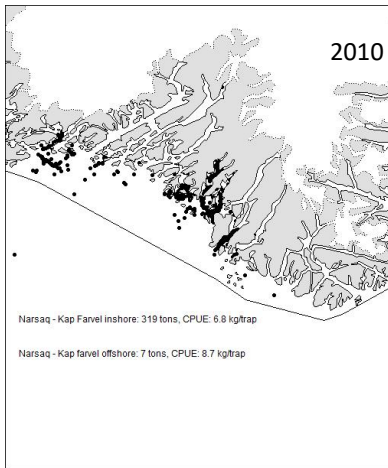 2010
Narsaq - Kap Farvel inshore: 319 tons, CPUE: 6.8 kg/trap
Narsaq - Kap farvel offshore: 7 tons, CPUE: 8.7 kg/trap